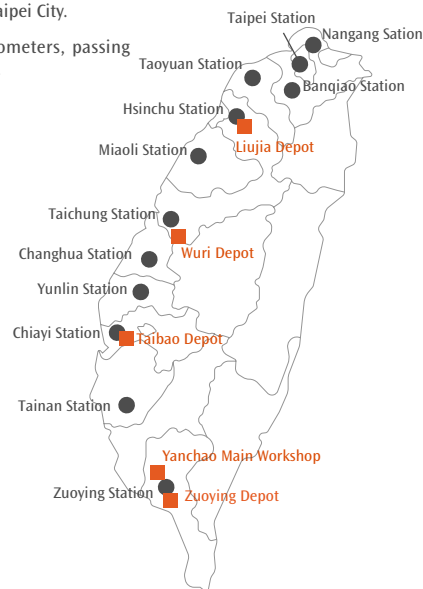 aipei City.
ometers, passing
Taipei Station
Nangang Sation
Taoyuan Station
Banqiao Station
Hsinchu Station
Liujia Depot
Miaoli Station
Taichung Station
Wuri Depot
Changhua Station
Yunlin Station
Chiayi Station
Taibao Depot
Tainan Station
Yanchao Main Workshop
Zuoying Station
Zuoying Depot